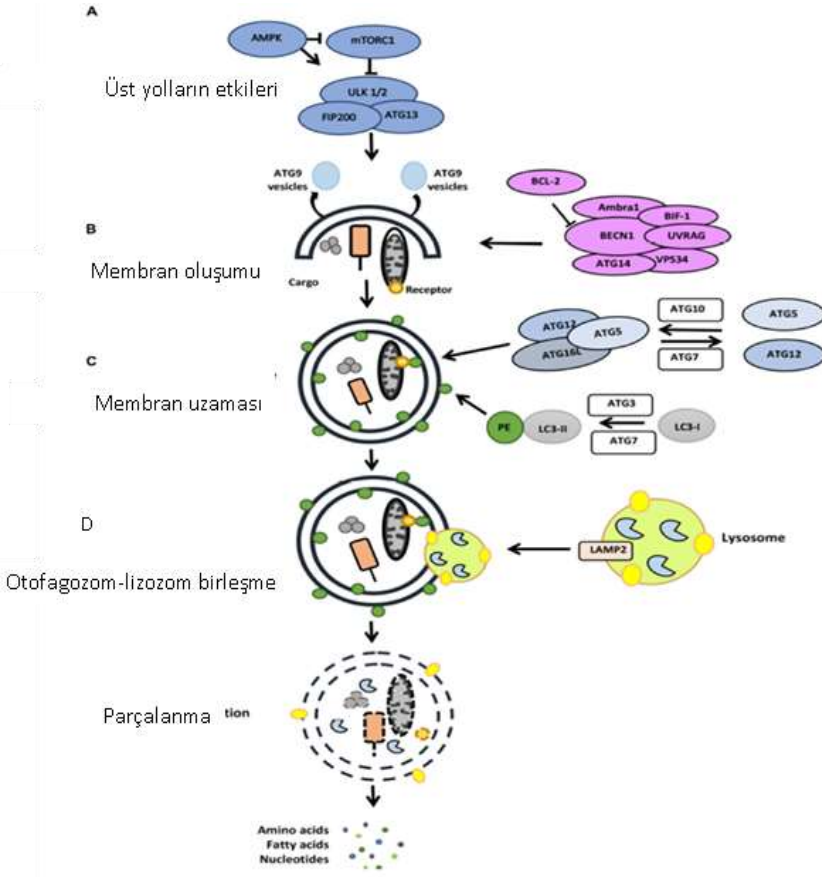 A
AMPK
mTORC1
Üst yolların etkileri
ULK 1/2
FIP200
ATG13
ATG9
vesicles
ATG9
vesicles
BCL-2
Ambra1
BIF-1
BECN1
UVRAG
ATG14
VPS34
B
Membran oluşumu
Cargo
Receptor
ATG12
ATG5
ATG16L
ATG10
ATG7
ATG5
ATG12
C
Membran uzaması
PE
LC3-II
ATG3
ATG7
LC3-I
D
Otofagozom-lizozom birleşme
LAMP2
Lysosome
Parçalanma tion
Amino acids
Fatty acids
Nucleotides